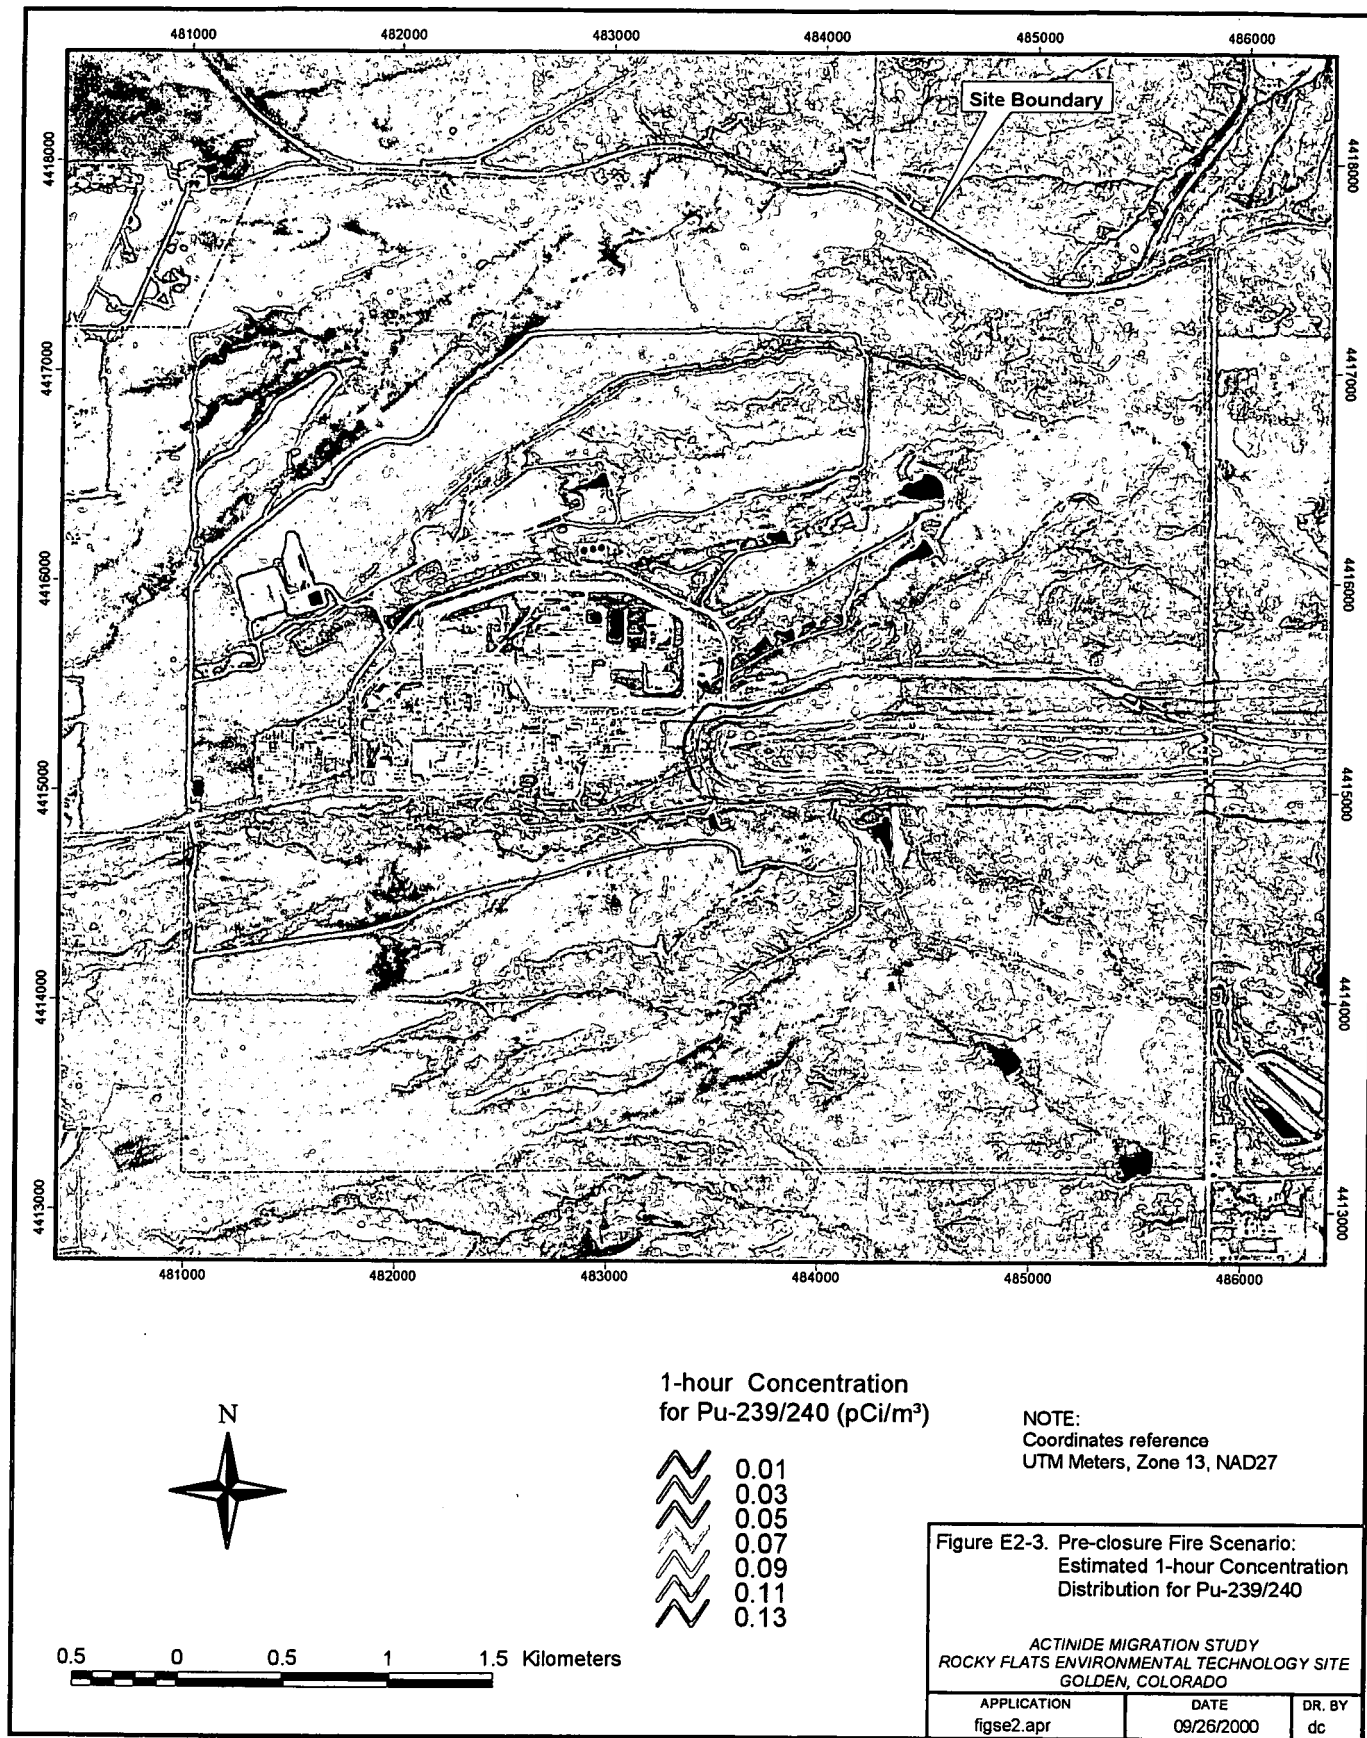 481000 482000 483000 484000 485000 486000
Site Boundary
4418000 4418000
4417000 4417000
4416000 4416000
4415000 4415000
4414000 4414000
4413000 4413000
481000 482000 483000 484000 485000 486000
1-hour Concentration
for Pu-239/240 (pCi/m³)
0.01
0.03
0.05
0.07
0.09
0.11
0.13
N
NOTE:
Coordinates reference
UTM Meters, Zone 13, NAD27
0.5 0 0.5 1 1.5 Kilometers
Figure E2-3. Pre-closure Fire Scenario:
Estimated 1-hour Concentration
Distribution for Pu-239/240
ACTINIDE MIGRATION STUDY
ROCKY FLATS ENVIRONMENTAL TECHNOLOGY SITE
GOLDEN, COLORADO
APPLICATION DATE DR. BY
figse2.apr 09/26/2000 dc